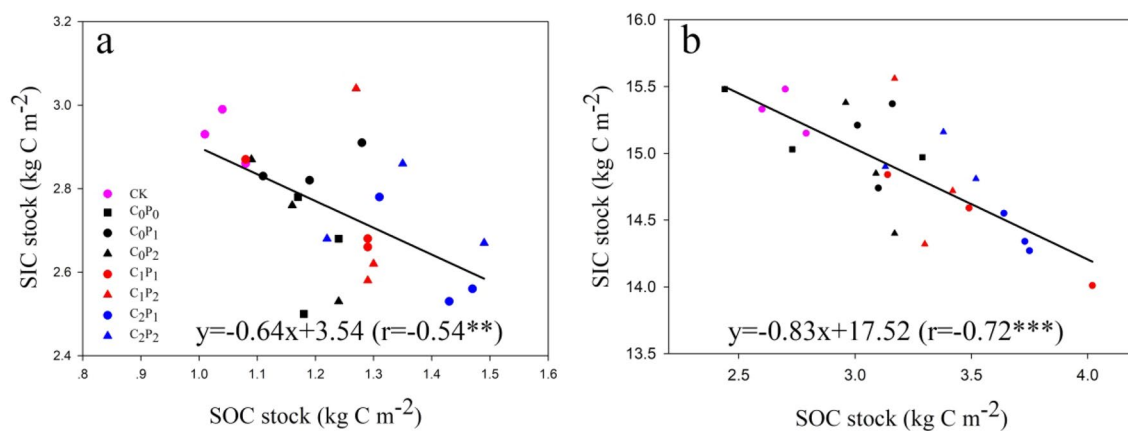 a
3.2
3.0
2.8
2.6
2.4
SIC stock (kg C m⁻²)
CK
C₀P₀
C₀P₁
C₀P₂
C₁P₁
C₁P₂
C₂P₁
C₂P₂
y=-0.64x+3.54 (r=-0.54**)
.8 .9 1.0 1.1 1.2 1.3 1.4 1.5 1.6
SOC stock (kg C m⁻²)
b
16.0
15.5
15.0
14.5
14.0
13.5
SIC stock (kg C m⁻²)
y=-0.83x+17.52 (r=-0.72***)
2.5 3.0 3.5 4.0
SOC stock (kg C m⁻²)